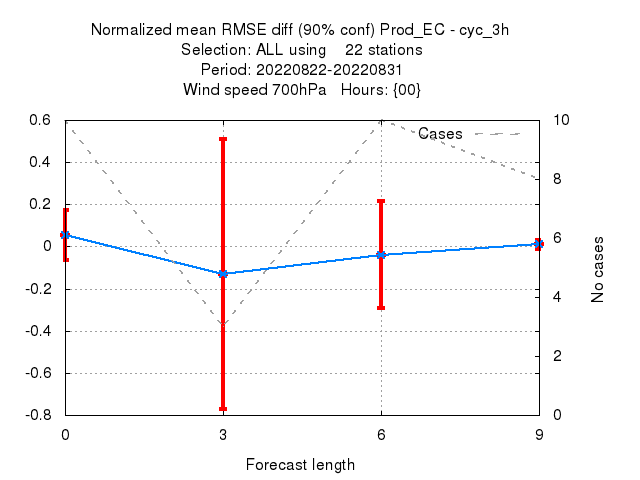 Normalized mean RMSE diff (90% conf) Prod_EC - cyc_3h
Selection: ALL using    22 stations
Period: 20220822-20220831
Wind speed 700hPa   Hours: {00}
Cases
0.6
0.4
0.2
0
-0.2
-0.4
-0.6
-0.8
10
8
6
4
2
0
No cases
0 3 6 9
Forecast length